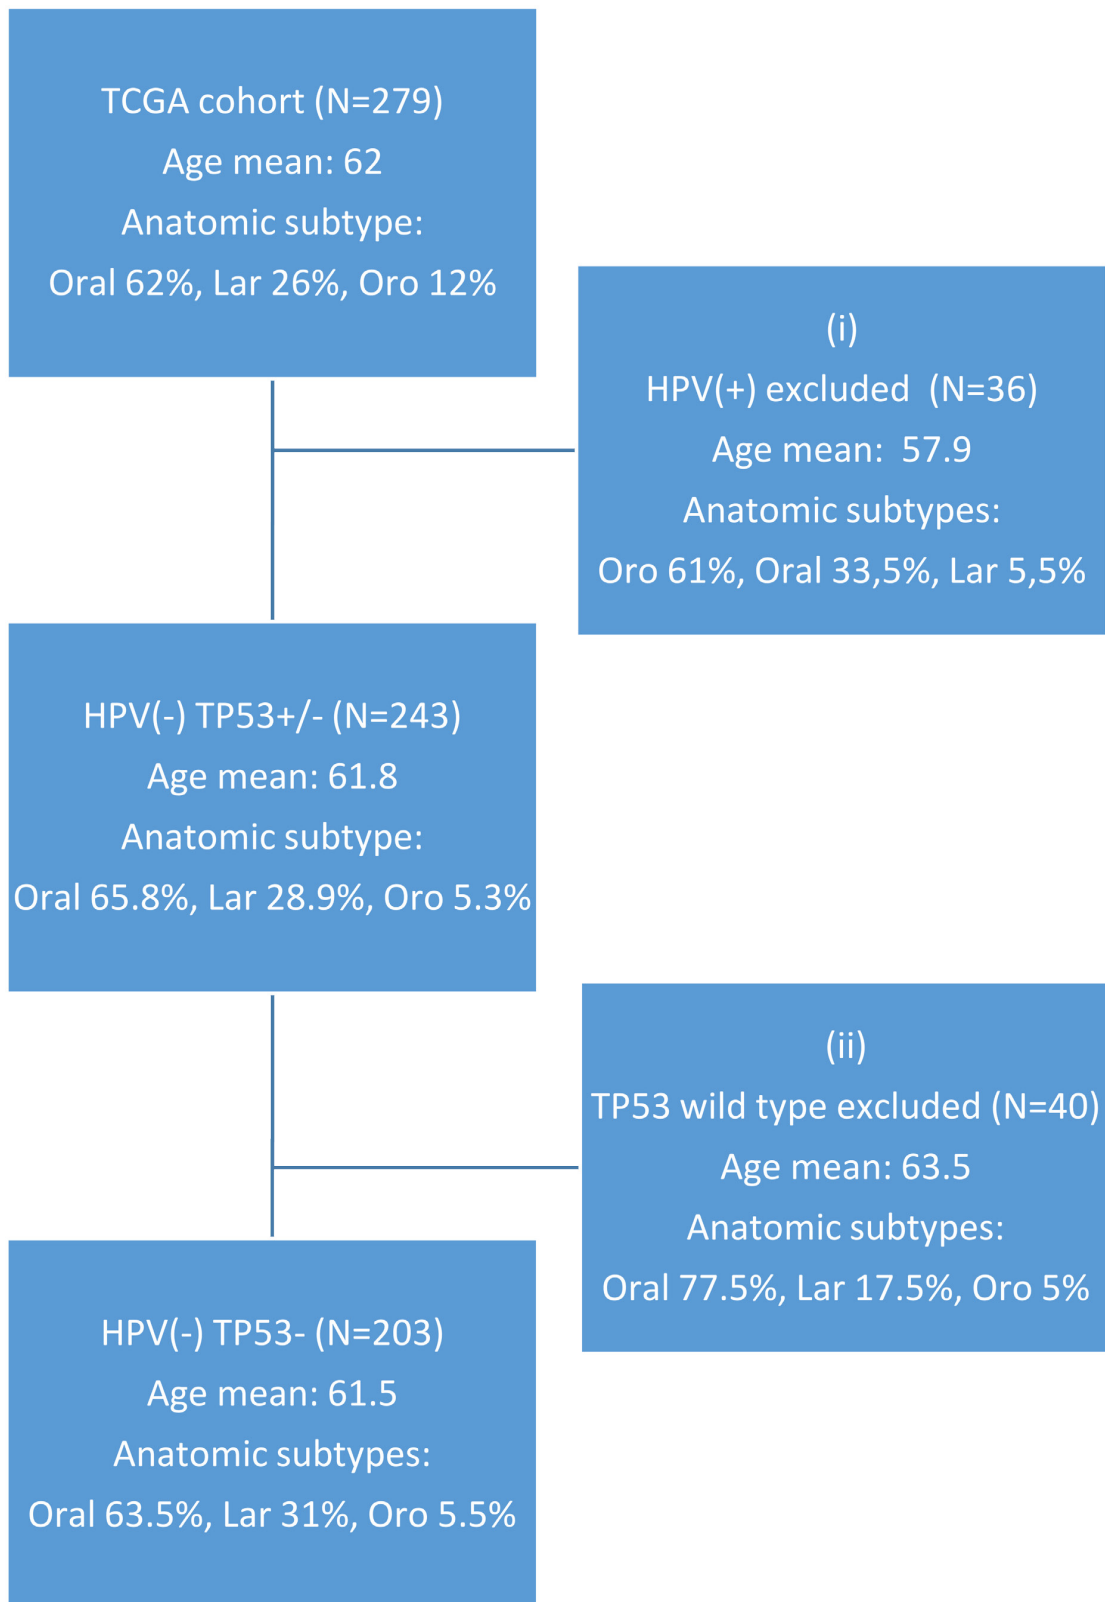 TCGA cohort (N=279)
Age mean: 62
Anatomic subtype:
Oral 62%, Lar 26%, Oro 12%
(i)
HPV(+) excluded  (N=36)
Age mean:  57.9
Anatomic subtypes:
Oro 61%, Oral 33,5%, Lar 5,5%
HPV(-) TP53+/- (N=243)
Age mean: 61.8
Anatomic subtype:
Oral 65.8%, Lar 28.9%, Oro 5.3%
(ii)
TP53 wild type excluded (N=40)
Age mean: 63.5
Anatomic subtypes:
Oral 77.5%, Lar 17.5%, Oro 5%
HPV(-) TP53- (N=203)
Age mean: 61.5
Anatomic subtypes:
Oral 63.5%, Lar 31%, Oro 5.5%